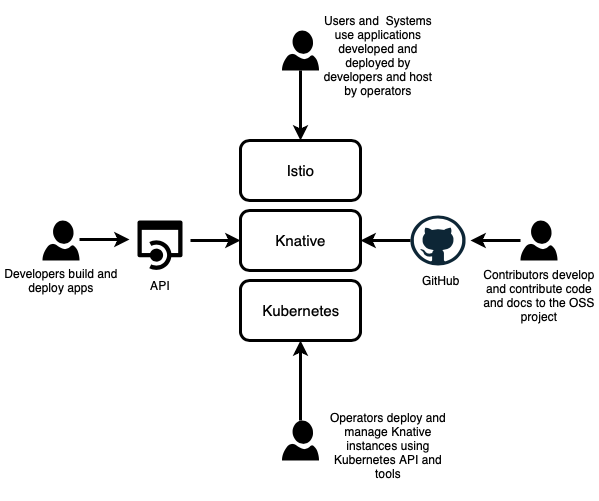 Users and Systems
use applications
developed and
deployed by
developers and host
by operators
Istio
Knative
Kubernetes
Developers build and
deploy apps
API
GitHub
Contributors develop
and contribute code
and docs to the OSS
project
Operators deploy and
manage Knative
instances using
Kubernetes API and
tools